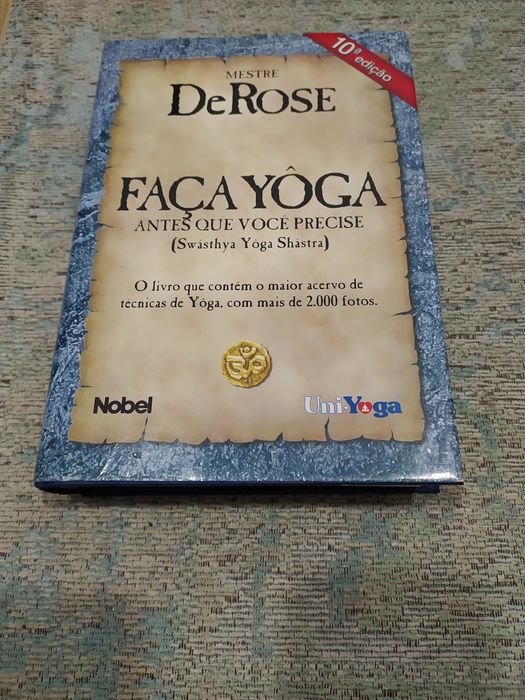 10ª edição
MESTRE
DeROSE
FAÇA YÔGA
ANTES QUE VOCÊ PRECISE
(Swásthya Yôga Shástra)
O livro que contém o maior acervo de
técnicas de Yôga, com mais de 2.000 fotos.
Nobel
Uni-Yoga